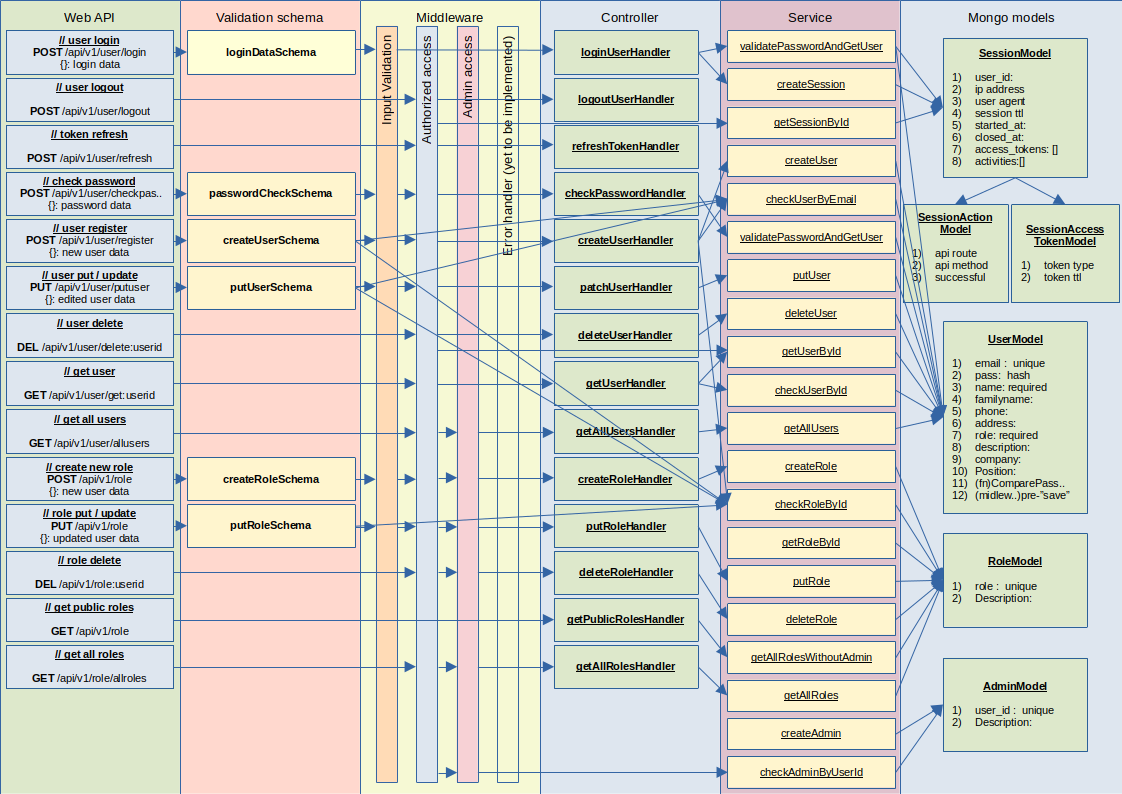 Web API
// user login
POST /api/v1/user/login
{}: login data
// user logout
POST /api/v1/user/logout
// token refresh
POST /api/v1/user/refresh
// check password
POST /api/v1/user/checkpas..
{}: password data
// user register
POST /api/v1/user/register
{}: new user data
// user put / update
PUT /api/v1/user/putuser
{}: edited user data
// user delete
DEL /api/v1/user/delete:userid
// get user
GET /api/v1/user/get:userid
// get all users
GET /api/v1/user/allusers
// create new role
POST /api/v1/role
{}: new user data
// role put / update
PUT /api/v1/role
{}: updated user data
// role delete
DEL /api/v1/role:userid
// get public roles
GET /api/v1/role
// get all roles
GET /api/v1/role/allroles
Validation schema
loginDataSchema
passwordCheckSchema
createUserSchema
putUserSchema
createRoleSchema
putRoleSchema
Middleware
Input Validation
Authorized access
Admin access
Error handler (yet to be implemented)
Controller
loginUserHandler
logoutUserHandler
refreshTokenHandler
checkPasswordHandler
createUserHandler
patchUserHandler
deleteUserHandler
getUserHandler
getAllUsersHandler
createRoleHandler
putRoleHandler
deleteRoleHandler
getPublicRolesHandler
getAllRolesHandler
Service
validatePasswordAndGetUser
createSession
getSessionById
createUser
checkUserByEmail
validatePasswordAndGetUser
putUser
deleteUser
getUserById
checkUserById
getAllUsers
createRole
checkRoleById
getRoleById
putRole
deleteRole
getAllRolesWithoutAdmin
getAllRoles
createAdmin
checkAdminByUserId
Mongo models
SessionModel
1) user_id:
2) ip address
3) user agent
4) session ttl
5) started_at:
6) closed_at:
7) access_tokens: []
8) activities:[]
SessionAction
Model
1) api route
2) api method
3) successful
SessionAccess
TokenModel
1) token type
2) token ttl
UserModel
1) email : unique
2) pass: hash
3) name: required
4) familyname:
5) phone:
6) address:
7) role: required
8) description:
9) company:
10) Position:
11) (fn)ComparePass..
12) (midlew..)pre-”save”
RoleModel
1) role : unique
2) Description:
AdminModel
1) user_id : unique
2) Description: